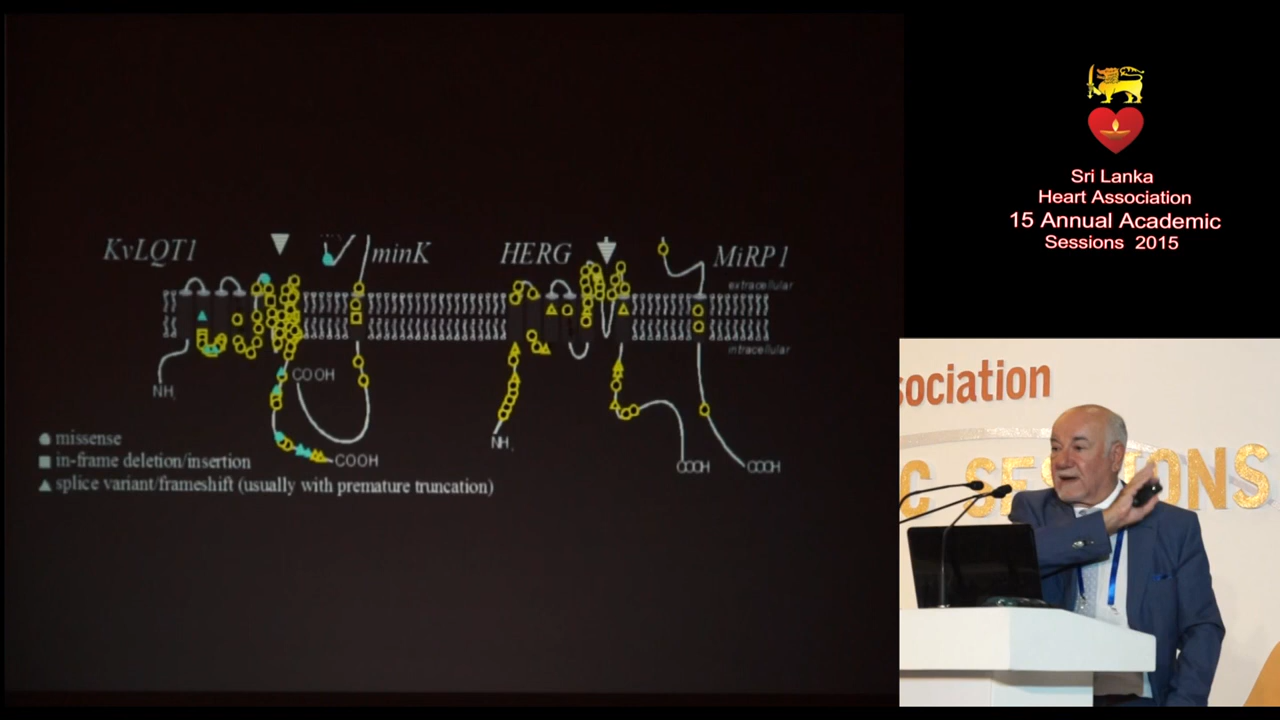 KvLQT1
minK
HERG
MiRP1
extracellular
intracellular
NH
COOH
COOH
NH
COOH
COOH
missense
in-frame deletion/insertion
splice variant/frameshift (usually with premature truncation)
Sri Lanka
Heart Association
15 Annual Academic
Sessions 2015
sociation
C SESSIONS